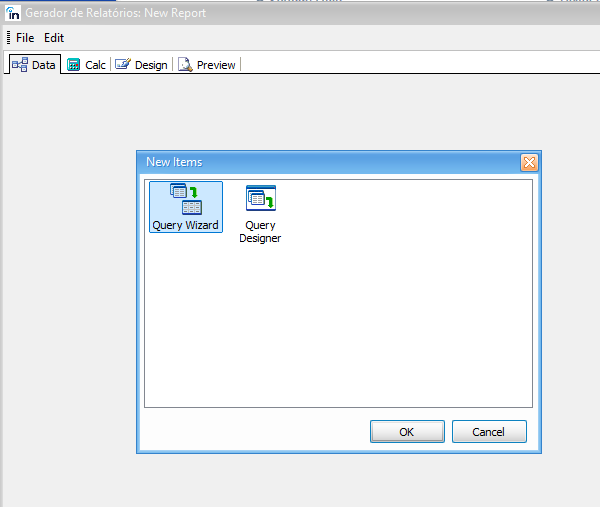 in Gerador de Relatórios: New Report
File Edit
Data Calc Design Preview
New Items
Query Wizard
Query
Designer
OK Cancel